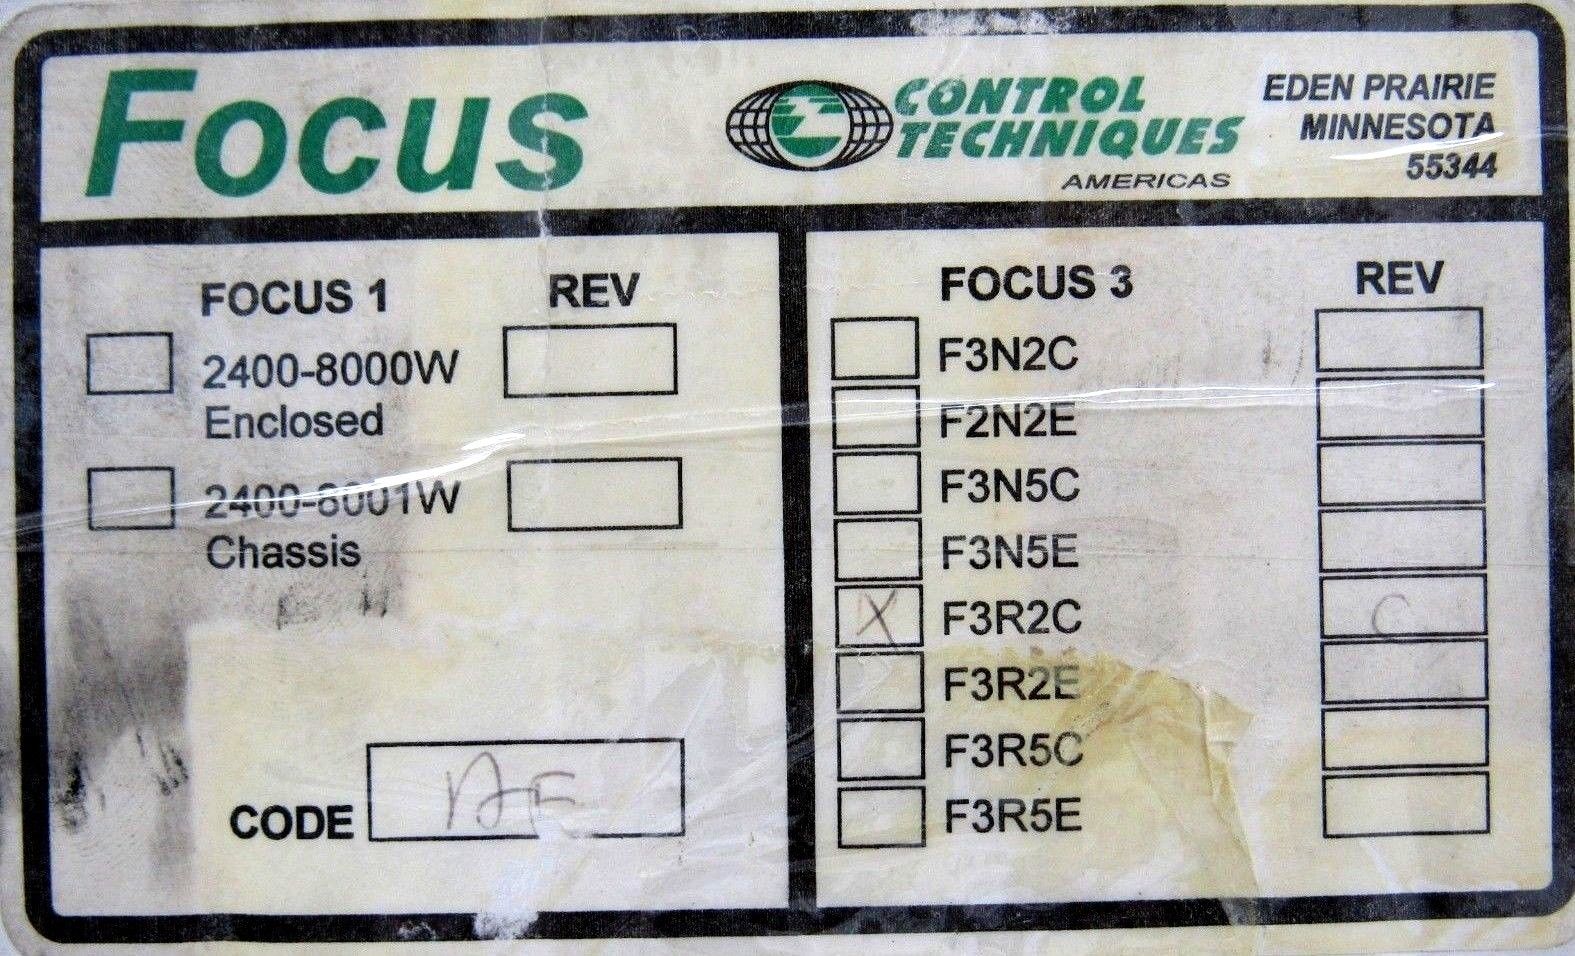 Focus
CONTROL
TECHNIQUES
AMERICAS
EDEN PRAIRIE
MINNESOTA
55344
FOCUS 1 REV
2400-8000W
Enclosed
2400-8001W
Chassis
CODE
FOCUS 3 REV
F3N2C
F2N2E
F3N5C
F3N5E
X F3R2C C
F3R2E
F3R5C
F3R5E